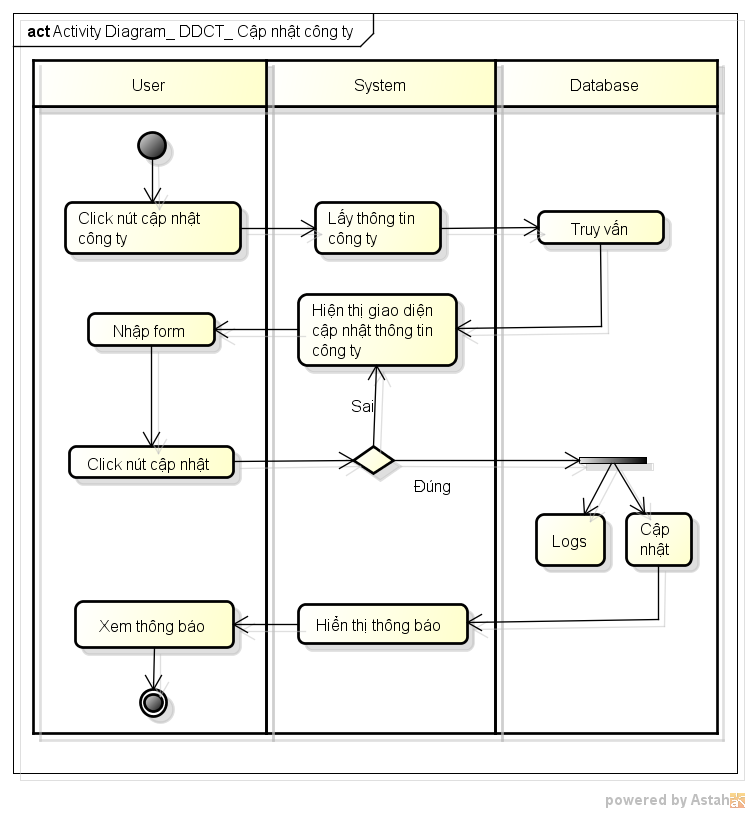 act Activity Diagram_ DDCT_ Cập nhật công ty
User
System
Database
Click nút cập nhật
công ty
Lấy thông tin
công ty
Truy vấn
Hiện thị giao diện
cập nhật thông tin
công ty
Nhập form
Sai
Click nút cập nhật
Đúng
Logs
Cập
nhật
Xem thông báo
Hiển thị thông báo
powered by Astah